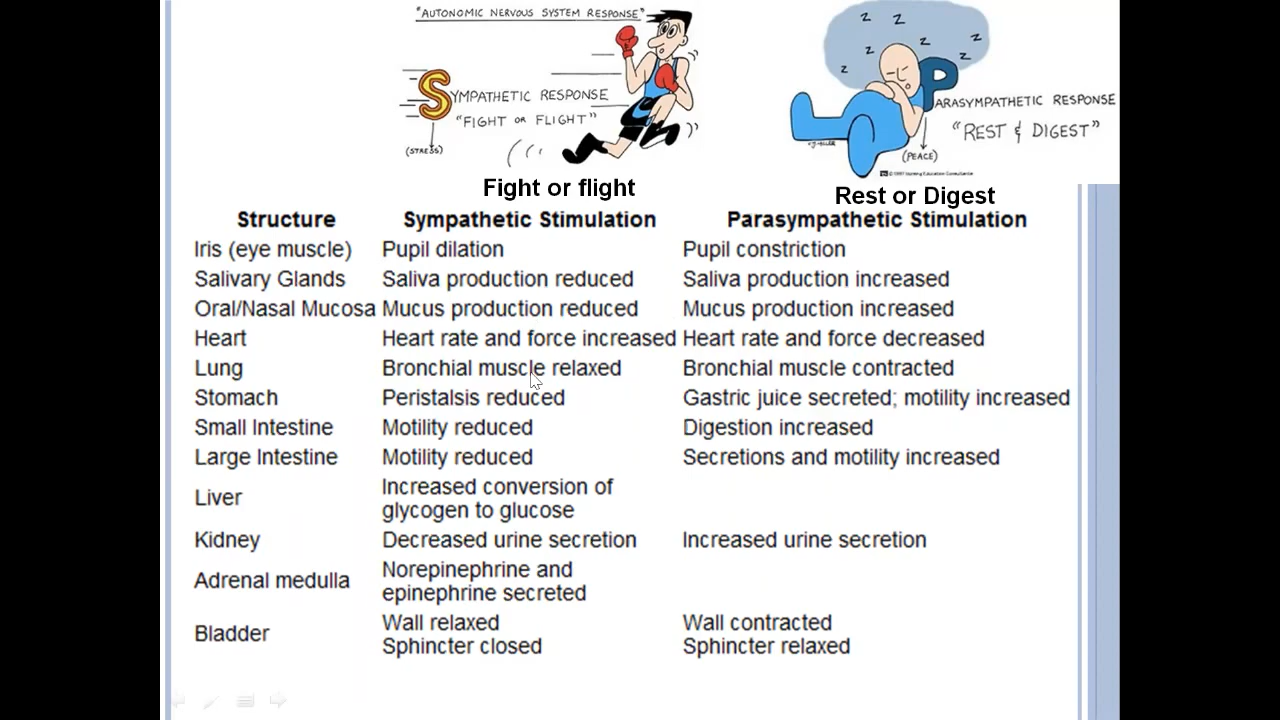 "AUTONOMIC NERVOUS SYSTEM RESPONSE"
SYMPATHETIC RESPONSE
"FIGHT OR FLIGHT"
(STRESS)
Z Z Z Z Z Z Z
PARASYMPATHETIC RESPONSE
"REST & DIGEST"
(PEACE)
©1997 Nursing Education Consultants
Fight or flight
Rest or Digest
Structure Sympathetic Stimulation Parasympathetic Stimulation
Iris (eye muscle) Pupil dilation Pupil constriction
Salivary Glands Saliva production reduced Saliva production increased
Oral/Nasal Mucosa Mucus production reduced Mucus production increased
Heart Heart rate and force increased Heart rate and force decreased
Lung Bronchial muscle relaxed Bronchial muscle contracted
Stomach Peristalsis reduced Gastric juice secreted; motility increased
Small Intestine Motility reduced Digestion increased
Large Intestine Motility reduced Secretions and motility increased
Liver Increased conversion of
glycogen to glucose
Kidney Decreased urine secretion Increased urine secretion
Adrenal medulla Norepinephrine and
epinephrine secreted
Bladder Wall relaxed Wall contracted
Sphincter closed Sphincter relaxed